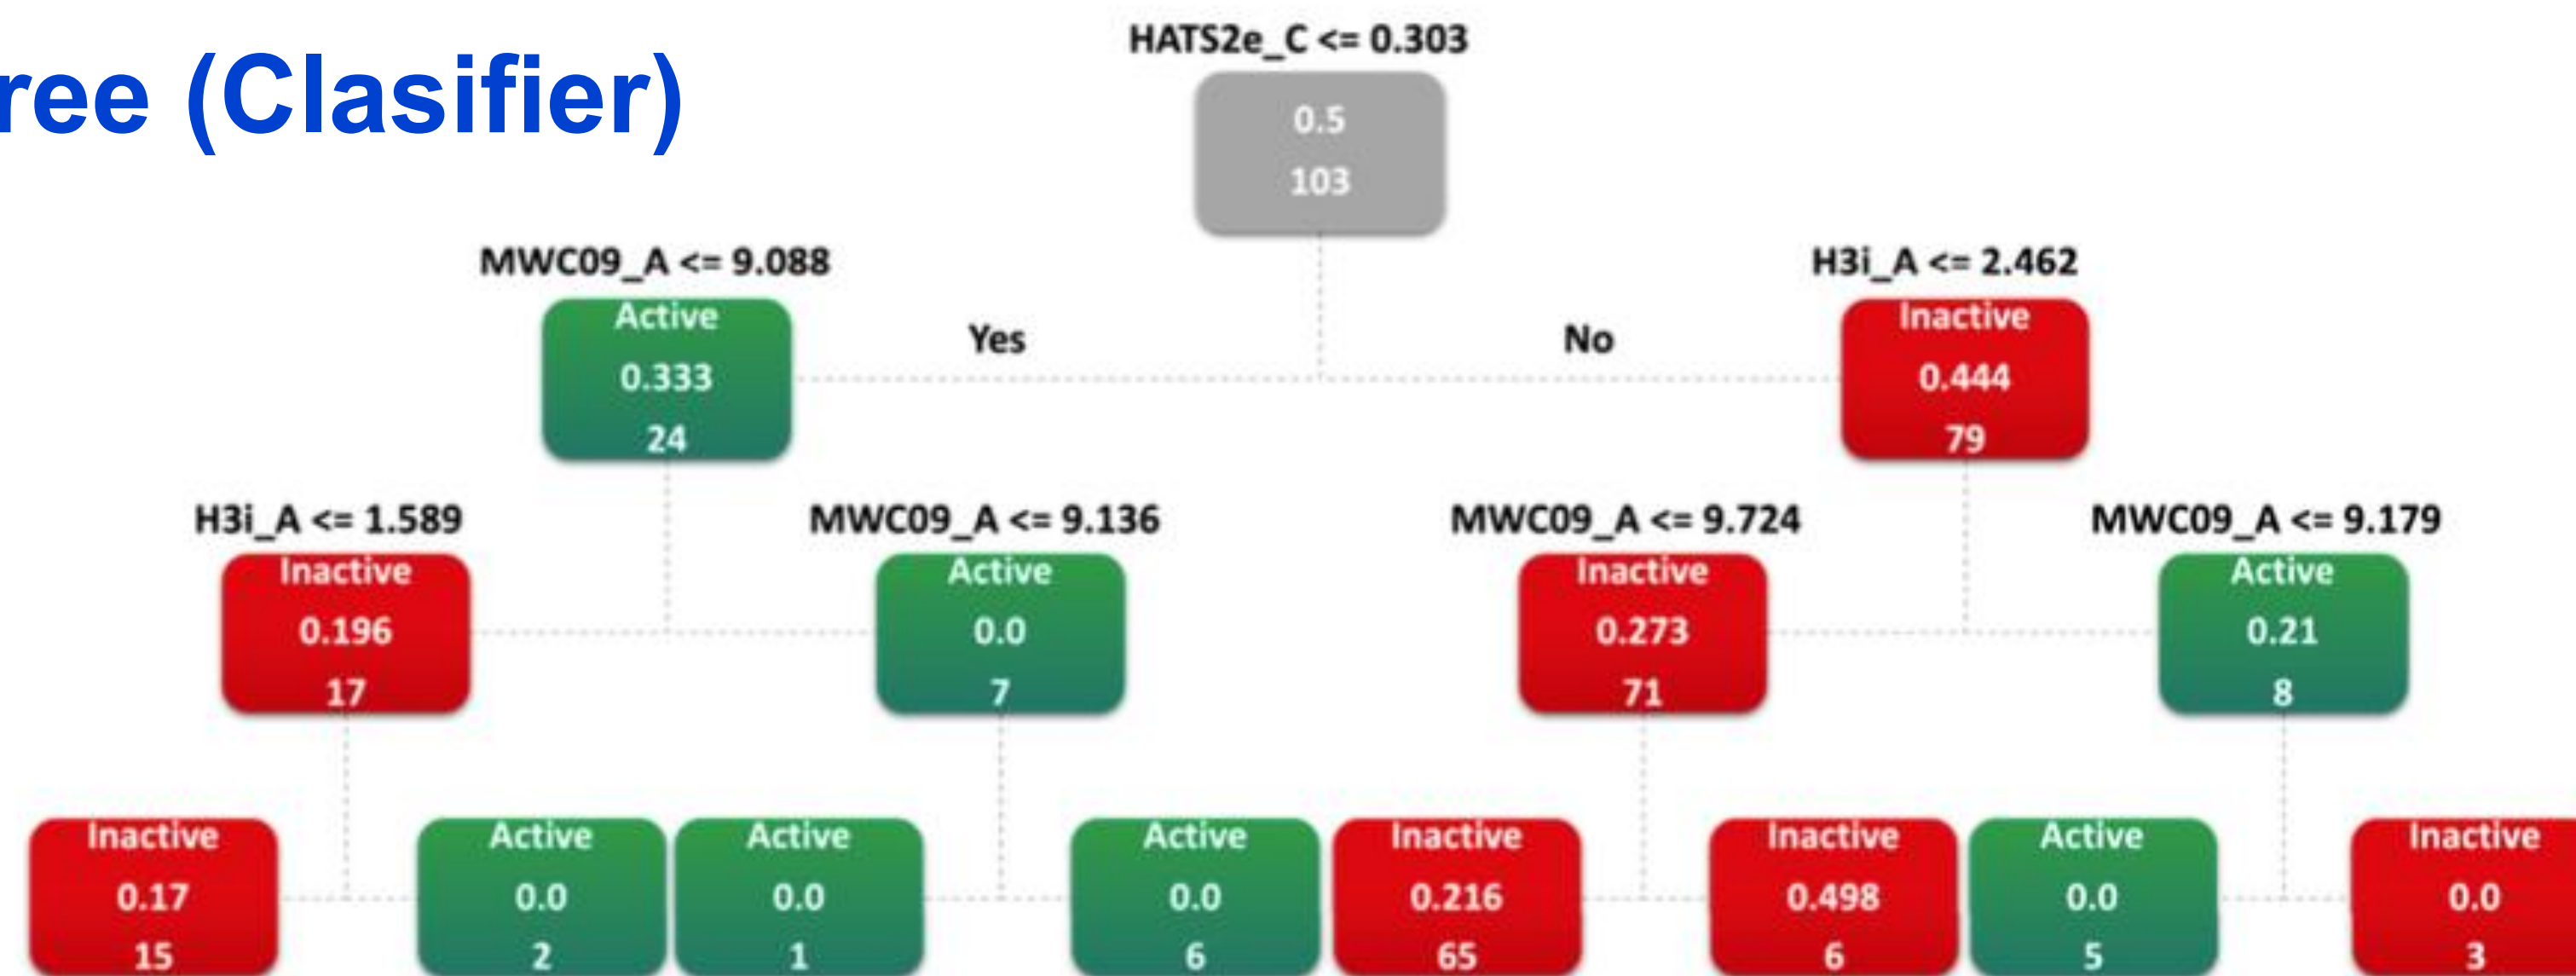 ree (Clasifier)
HATS2e_C <= 0.303
0.5
103
MWC09_A <= 9.088
Active
0.333
24
Yes
No
H3i_A <= 2.462
Inactive
0.444
79
H3i_A <= 1.589
Inactive
0.196
17
MWC09_A <= 9.136
Active
0.0
7
MWC09_A <= 9.724
Inactive
0.273
71
MWC09_A <= 9.179
Active
0.21
8
Inactive
0.17
15
Active
0.0
2
Active
0.0
1
Active
0.0
6
Inactive
0.216
65
Inactive
0.498
6
Active
0.0
5
Inactive
0.0
3